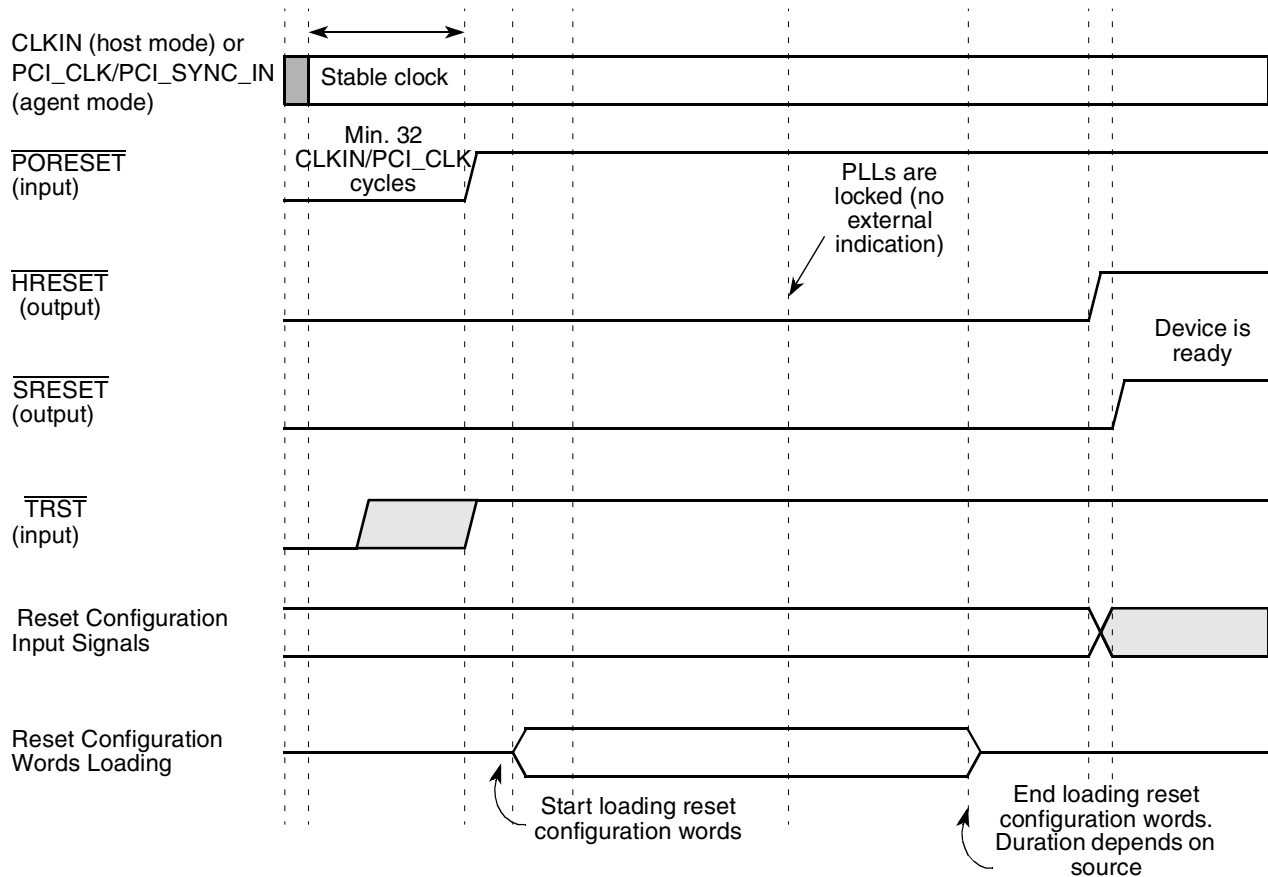 CLKIN (host mode) or
PCI_CLK/PCI_SYNC_IN
(agent mode)
Stable clock
Min. 32
CLKIN/PCI_CLK
cycles
PORESET
(input)
PLLs are
locked (no
external
indication)
HRESET
(output)
Device is
ready
SRESET
(output)
TRST
(input)
Reset Configuration
Input Signals
Reset Configuration
Words Loading
Start loading reset
configuration words
End loading reset
configuration words.
Duration depends on
source